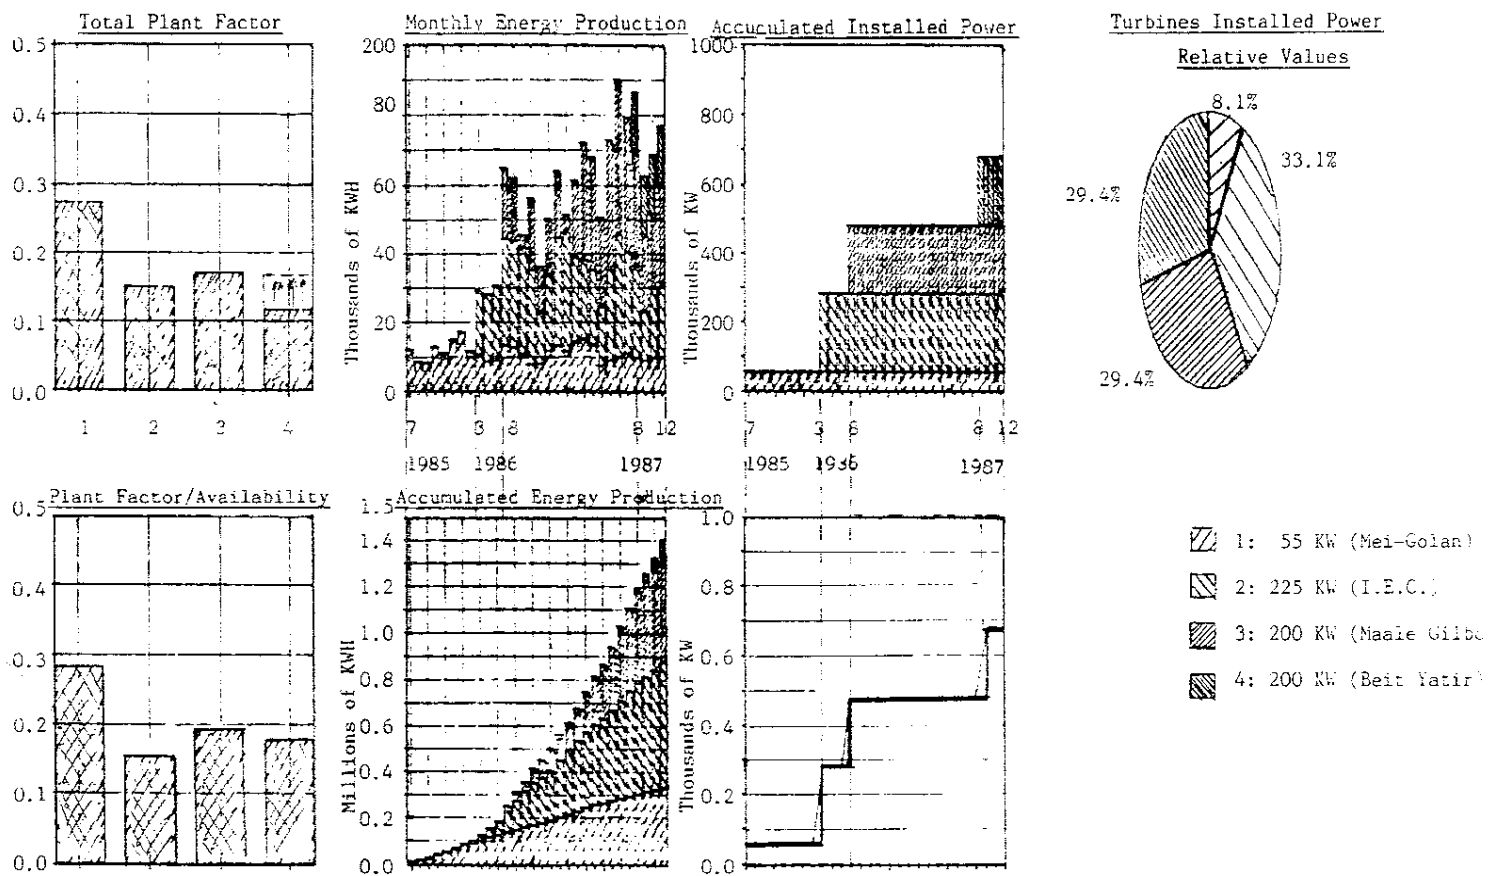 Total Plant Factor
0.5
0.4
0.3
0.2
0.1
0.0
1 2 3 4
Monthly Energy Production
Thousands of KWH
200
80
60
40
20
0
7 8 8 12
1985 1986 1987
Accuculated Installed Power
Thousands of KW
1000
800
600
400
200
0
7 3 6 8 12
1985 1986 1987
Turbines Installed Power
Relative Values
8.1%
33.1%
29.4%
29.4%
Plant Factor/Availability
0.5
0.4
0.3
0.2
0.1
0.0
Accumulated Energy Production
Millions of KWH
1.5
1.4
1.2
1.0
0.8
0.6
0.4
0.2
0.0
Thousands of KW
1.0
0.8
0.6
0.4
0.2
0.0
1: 55 KW (Mei-Golan)
2: 225 KW (I.E.C.)
3: 200 KW (Maale Gilbo
4: 200 KW (Beit Yatir)